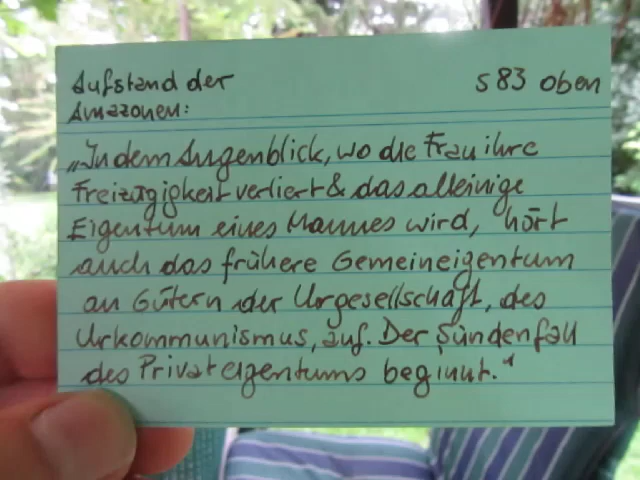 Aufstand der S 83 oben
Amazonen:
„In dem Augenblick, wo die Frau ihre
Freizügigkeit verliert & das alleinige
Eigentum eines Mannes wird, hört
auch das frühere Gemeineigentum
an Gütern der Urgesellschaft, des
Urkommunismus, auf. Der Sündenfall
des Privateigentums beginnt."